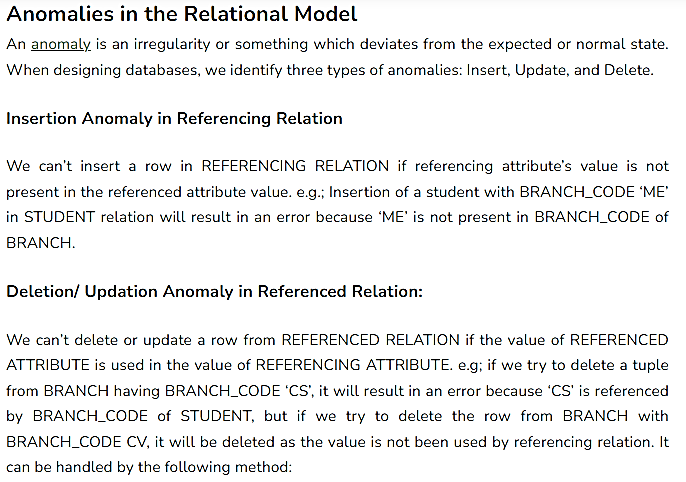 Anomalies in the Relational Model
An anomaly is an irregularity or something which deviates from the expected or normal state.
When designing databases, we identify three types of anomalies: Insert, Update, and Delete.
Insertion Anomaly in Referencing Relation
We can't insert a row in REFERENCING RELATION if referencing attribute's value is not
present in the referenced attribute value. e.g.; Insertion of a student with BRANCH_CODE 'ME'
in STUDENT relation will result in an error because 'ME' is not present in BRANCH_CODE of
BRANCH.
Deletion/ Updation Anomaly in Referenced Relation:
We can't delete or update a row from REFERENCED RELATION if the value of REFERENCED
ATTRIBUTE is used in the value of REFERENCING ATTRIBUTE. e.g; if we try to delete a tuple
from BRANCH having BRANCH_CODE 'CS', it will result in an error because 'CS' is referenced
by BRANCH_CODE of STUDENT, but if we try to delete the row from BRANCH with
BRANCH_CODE CV, it will be deleted as the value is not been used by referencing relation. It
can be handled by the following method: